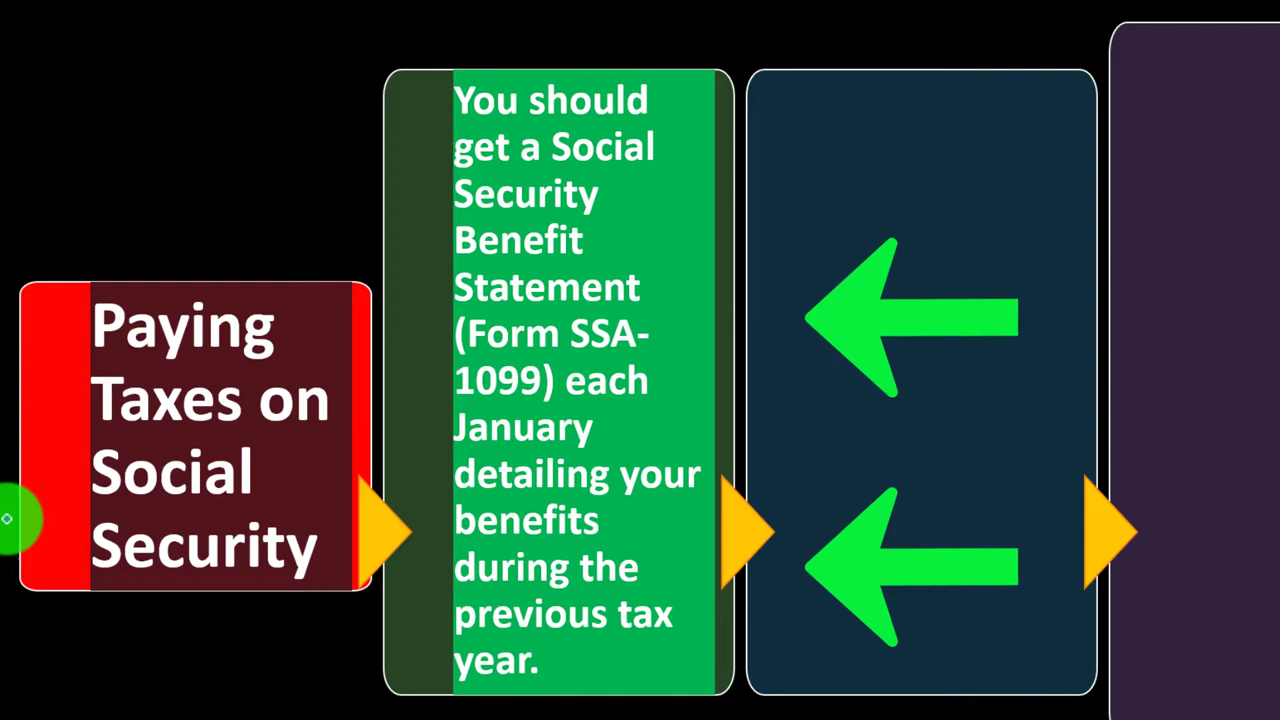 Paying
Taxes on
Social
Security
You should
get a Social
Security
Benefit
Statement
(Form SSA-
1099) each
January
detailing your
benefits
during the
previous tax
year.